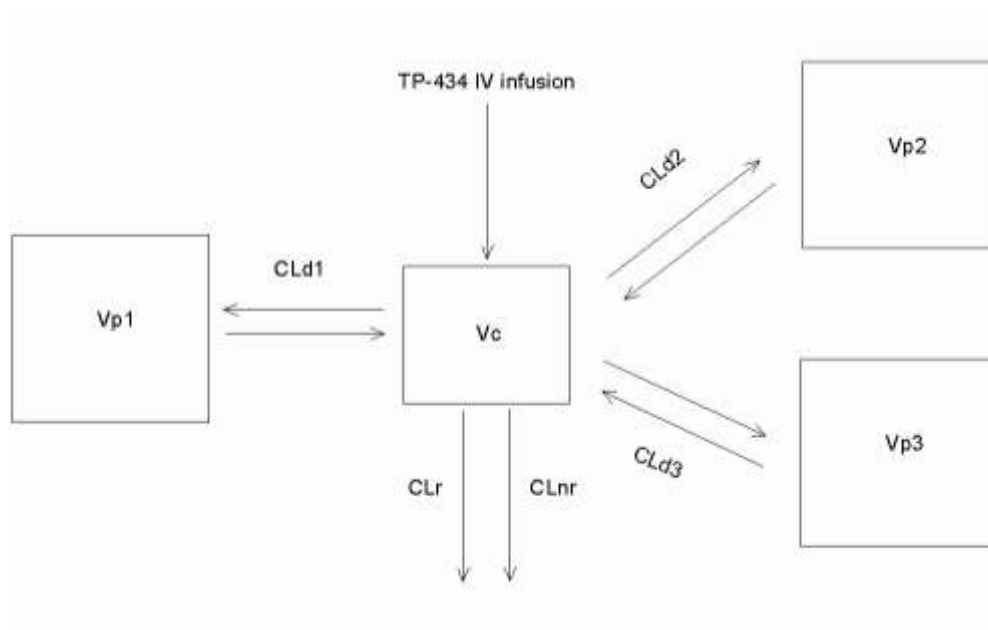 TP-434 IV infusion
Vp2
CLd2
CLd1
Vp1
Vc
Vp3
CLd3
CLr
CLnr